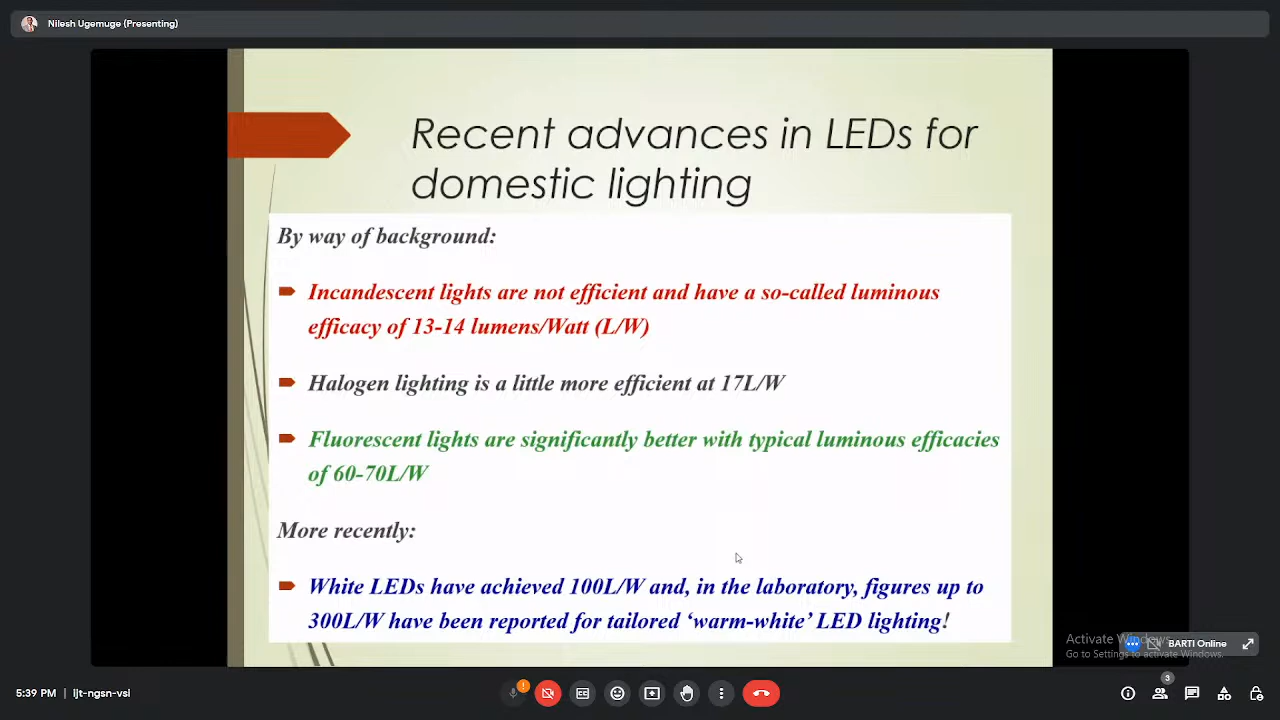 Nilesh Ugemuge (Presenting)
Recent advances in LEDs for
domestic lighting
By way of background:
Incandescent lights are not efficient and have a so-called luminous
efficacy of 13-14 lumens/Watt (L/W)
Halogen lighting is a little more efficient at 17L/W
Fluorescent lights are significantly better with typical luminous efficacies
of 60-70L/W
More recently:
White LEDs have achieved 100L/W and, in the laboratory, figures up to
300L/W have been reported for tailored ‘warm-white’ LED lighting!
Activate Windows
Go to Settings to activate Windows.
BARTI Online
3
5:39 PM | ljt-ngsn-vsi